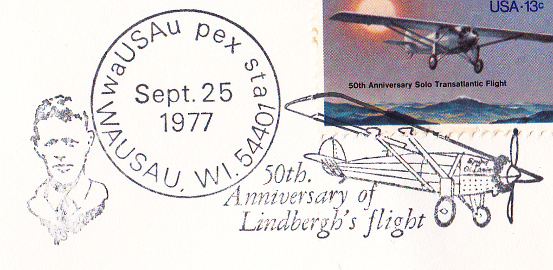 USA·13c
50th Anniversary Solo Transatlantic Flight
waUSAu pex sta
Sept. 25
1977
WAUSAU, WI. 54401
50th.
Anniversary of
Lindbergh's flight